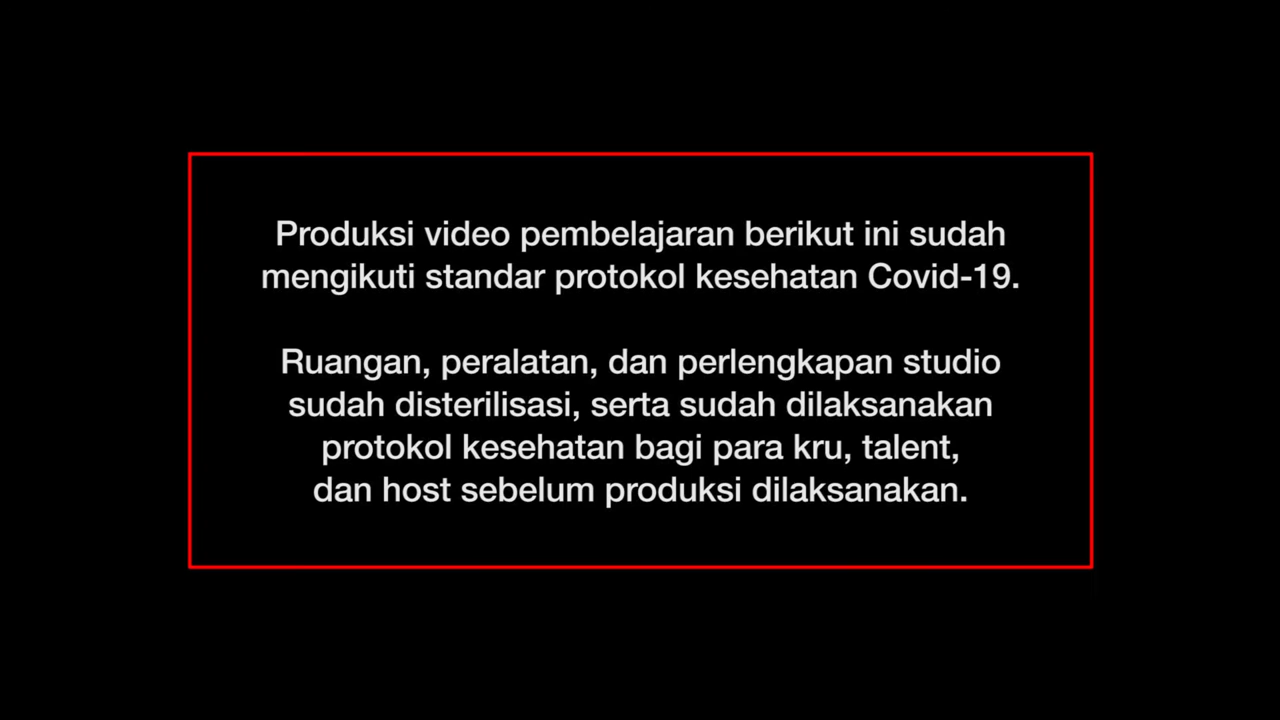 Produksi video pembelajaran berikut ini sudah
mengikuti standar protokol kesehatan Covid-19.
Ruangan, peralatan, dan perlengkapan studio
sudah disterilisasi, serta sudah dilaksanakan
protokol kesehatan bagi para kru, talent,
dan host sebelum produksi dilaksanakan.